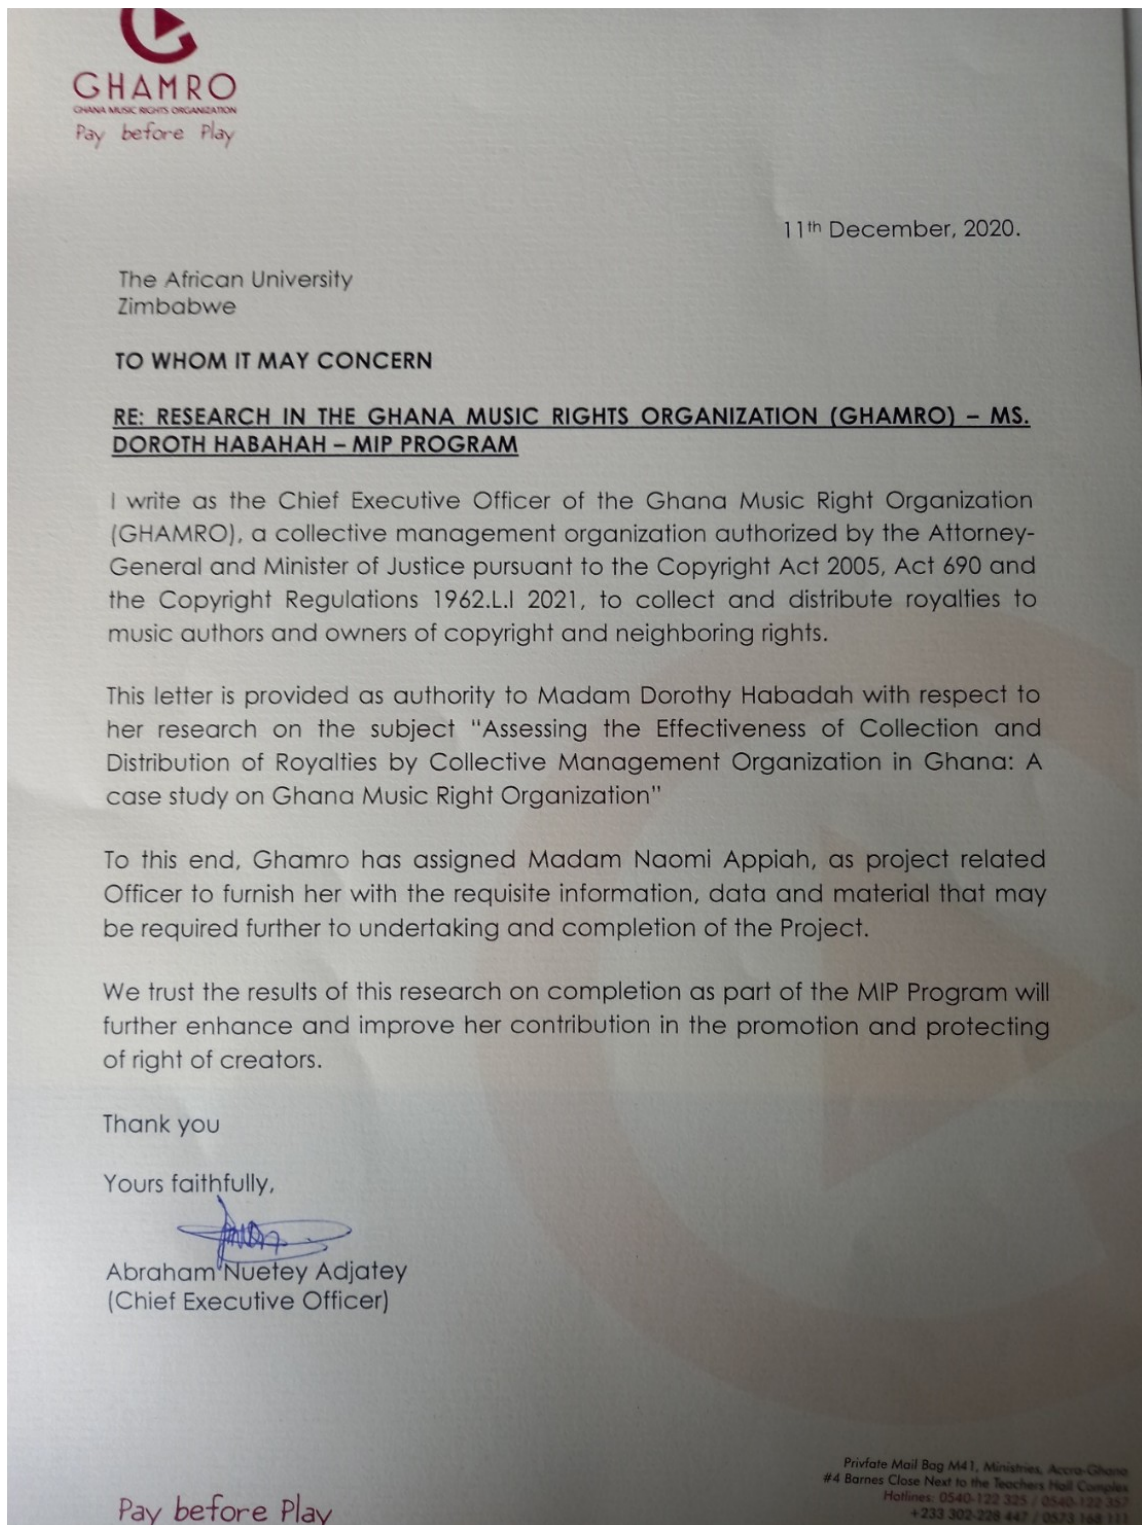 GHAMRO
GHANA MUSIC RIGHTS ORGANIZATION
Pay before Play
11th December, 2020.
The African University
Zimbabwe
TO WHOM IT MAY CONCERN
RE: RESEARCH IN THE GHANA MUSIC RIGHTS ORGANIZATION (GHAMRO) – MS.
DOROTH HABAHAH – MIP PROGRAM
I write as the Chief Executive Officer of the Ghana Music Right Organization
(GHAMRO), a collective management organization authorized by the Attorney-
General and Minister of Justice pursuant to the Copyright Act 2005, Act 690 and
the Copyright Regulations 1962.L.I 2021, to collect and distribute royalties to
music authors and owners of copyright and neighboring rights.
This letter is provided as authority to Madam Dorothy Habadah with respect to
her research on the subject "Assessing the Effectiveness of Collection and
Distribution of Royalties by Collective Management Organization in Ghana: A
case study on Ghana Music Right Organization"
To this end, Ghamro has assigned Madam Naomi Appiah, as project related
Officer to furnish her with the requisite information, data and material that may
be required further to undertaking and completion of the Project.
We trust the results of this research on completion as part of the MIP Program will
further enhance and improve her contribution in the promotion and protecting
of right of creators.
Thank you
Yours faithfully,
Abraham Nuetey Adjatey
(Chief Executive Officer)
Privfate Mail Bag M41, Ministries, Accra-Ghana
#4 Barnes Close Next to the Teachers Hall Complex
Hotlines: 0540-122 325 / 0540-122 357
+233 302-228 447 / 0573 168 111
Pay before Play